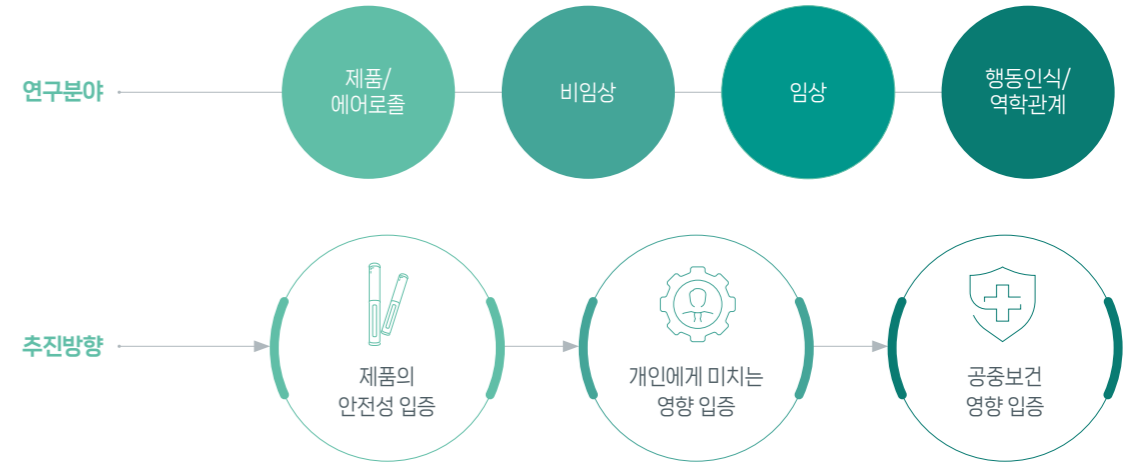 연구분야
제품/
에어로졸
비임상
임상
행동인식/
역학관계
추진방향
제품의
안전성 입증
개인에게 미치는
영향 입증
공중보건
영향 입증